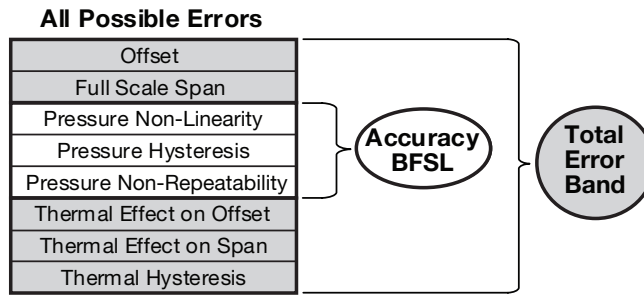 All Possible Errors
Offset
Full Scale Span
Pressure Non-Linearity
Pressure Hysteresis
Pressure Non-Repeatability
Thermal Effect on Offset
Thermal Effect on Span
Thermal Hysteresis
Accuracy
BFSL
Total
Error
Band